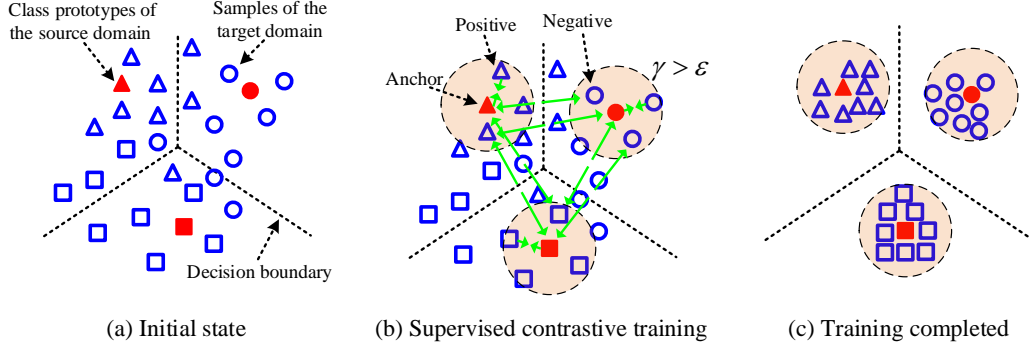 Class prototypes of
the source domain
Samples of the
target domain
Decision boundary
(a) Initial state
Positive
Negative
Anchor
γ > ε
(b) Supervised contrastive training
(c) Training completed